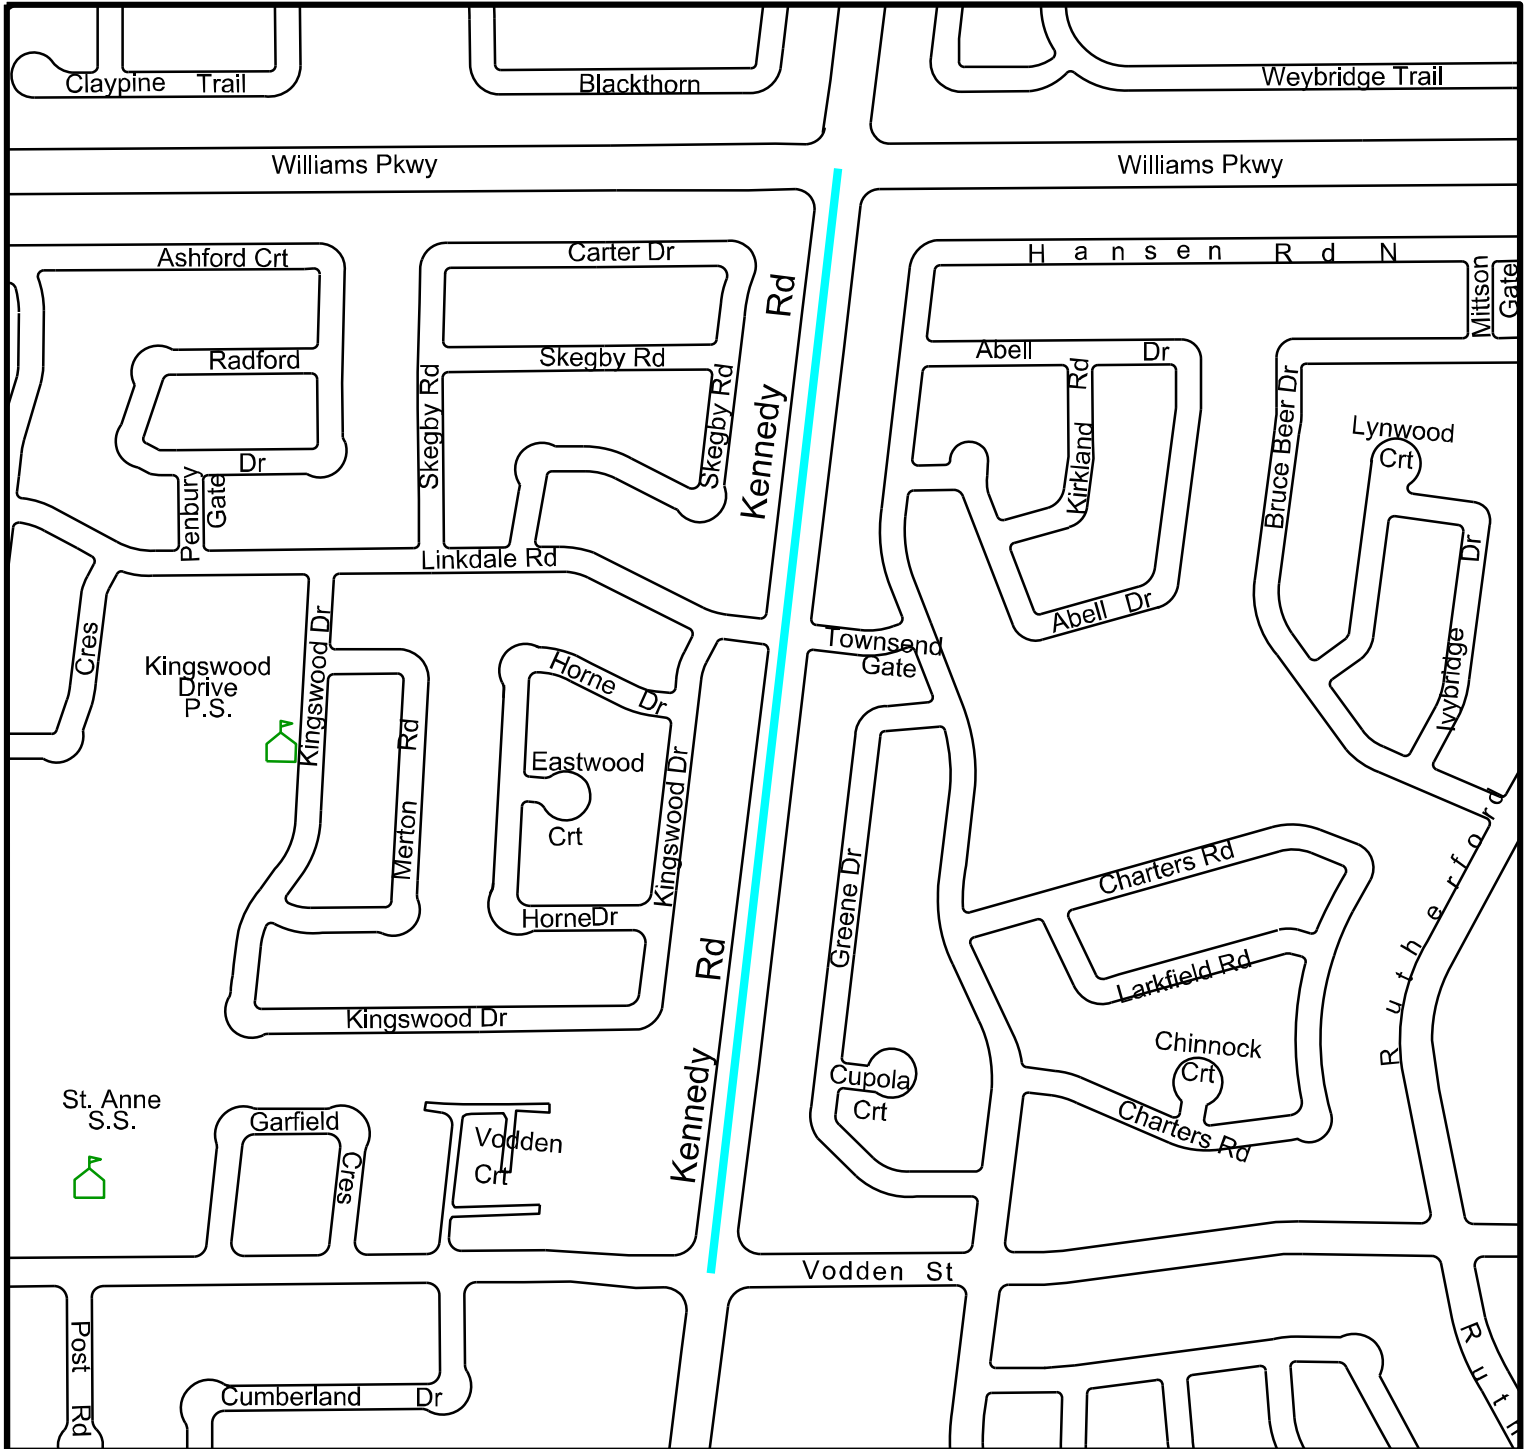 Claypine Trail
Blackthorn
Weybridge Trail
Williams Pkwy
Williams Pkwy
Ashford Crt
Carter Dr
Hansen Rd N
Mittson
Gate
Kennedy Rd
Radford
Dr
Skegby Rd
Skegby Rd
Skegby Rd
Abell Dr
Kirkland Rd
Bruce Beer Dr
Lynwood
Crt
Penbury
Gate
Linkdale Rd
Abell Dr
Ivybridge Dr
Cres
Kingswood
Drive
P.S.
Kingswood Dr
Horne Dr
Townsend
Gate
Merton Rd
Eastwood
Crt
Kingswood Dr
Horne Dr
Greene Dr
Charters Rd
Rutherford
Larkfield Rd
Kingswood Dr
Kennedy Rd
Cupola
Crt
Chinnock
Crt
Charters Rd
St. Anne
S.S.
Garfield
Cres
Vodden
Crt
Vodden St
Post Rd
Cumberland Dr
Ruth